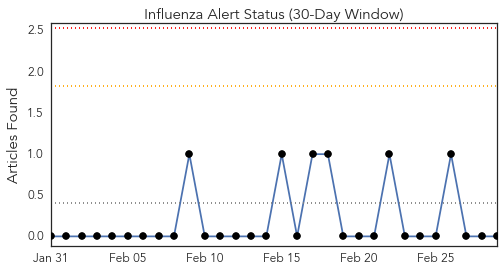 Influenza Alert Status (30-Day Window)
Articles Found
2.5
2.0
1.5
1.0
0.5
0.0
Jan 31 Feb 05 Feb 10 Feb 15 Feb 20 Feb 25